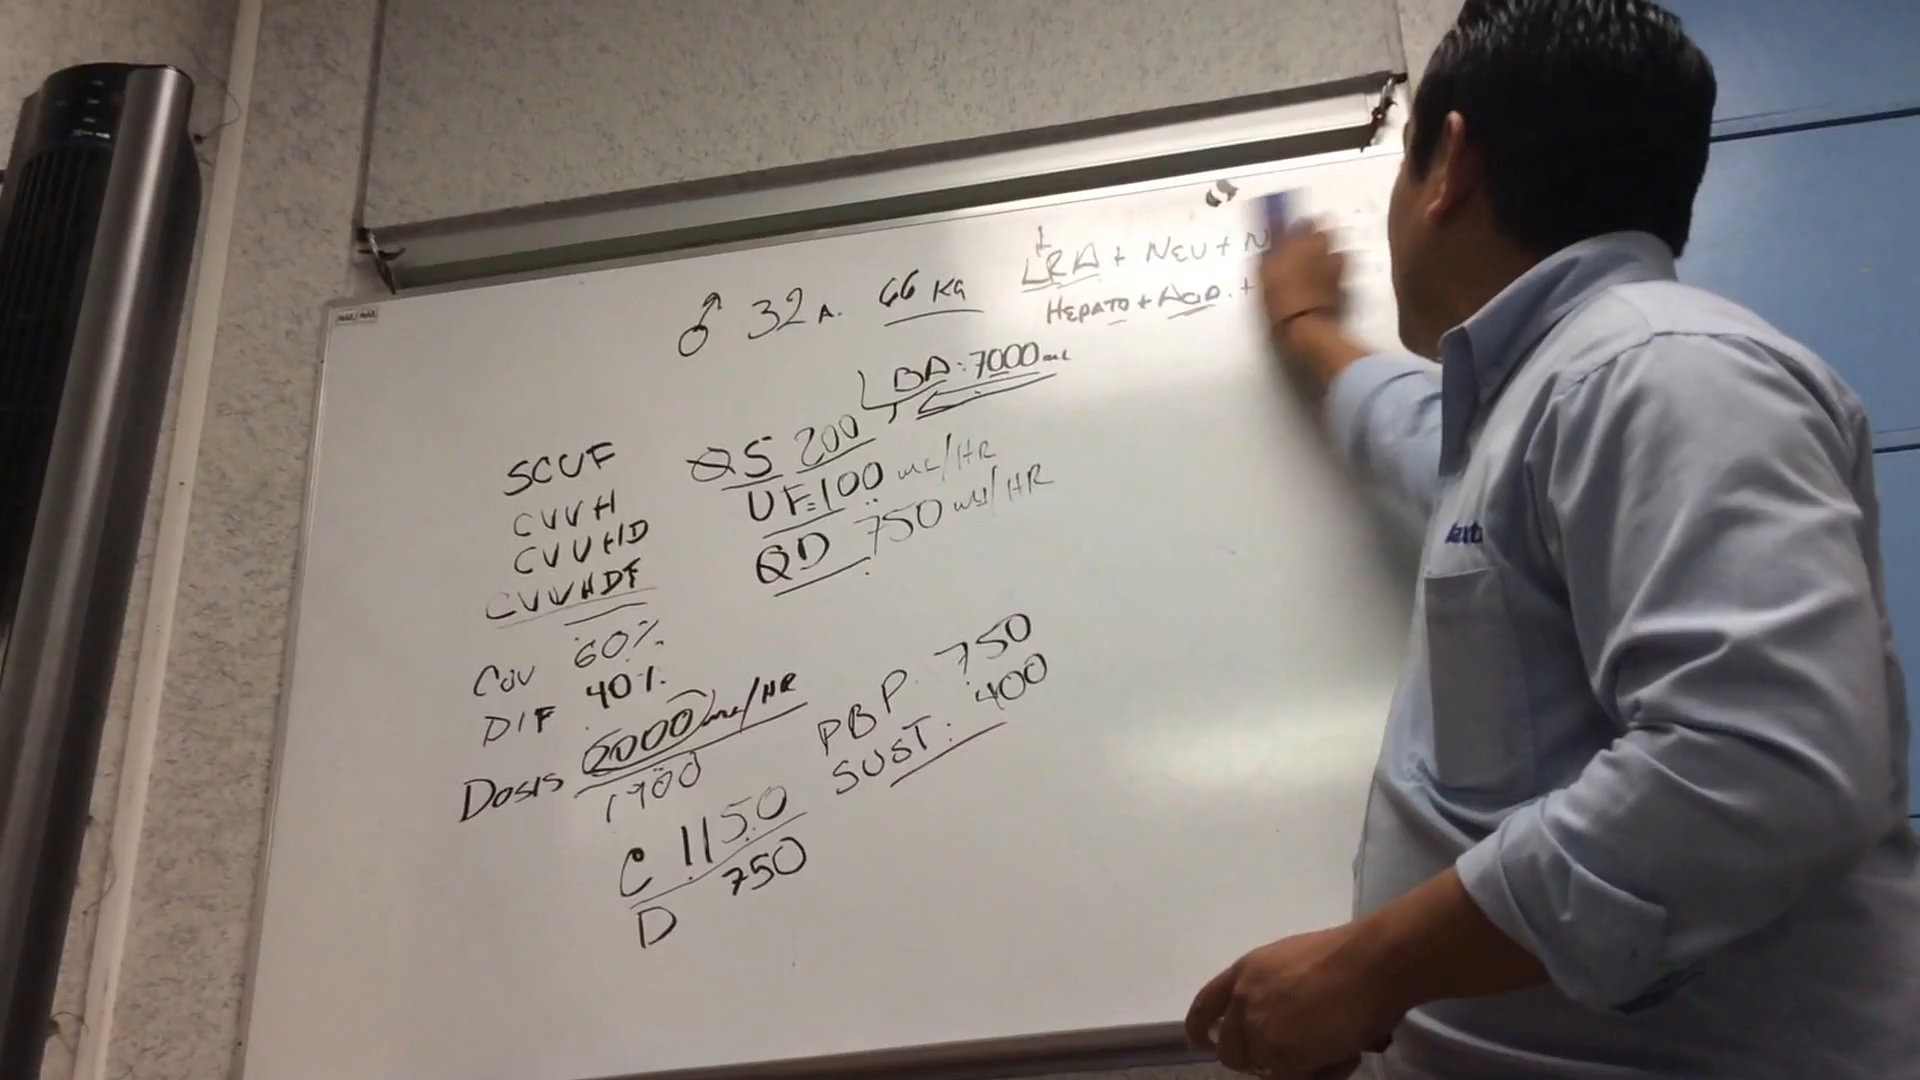 ♂ 32 A. 66 KG
LRA + NEU + N
HEPATO + ACID. +
BA: 7000 mL
SCUF
CVVH
CVVHD
CVVHDF
QS 200
UF=100 mL/HR
QD 750 mL/HR
COV 60%
DIF 40%
DOSIS 2000 mL/HR
1900
C 1150
D 750
PBP 750
SUST: 400